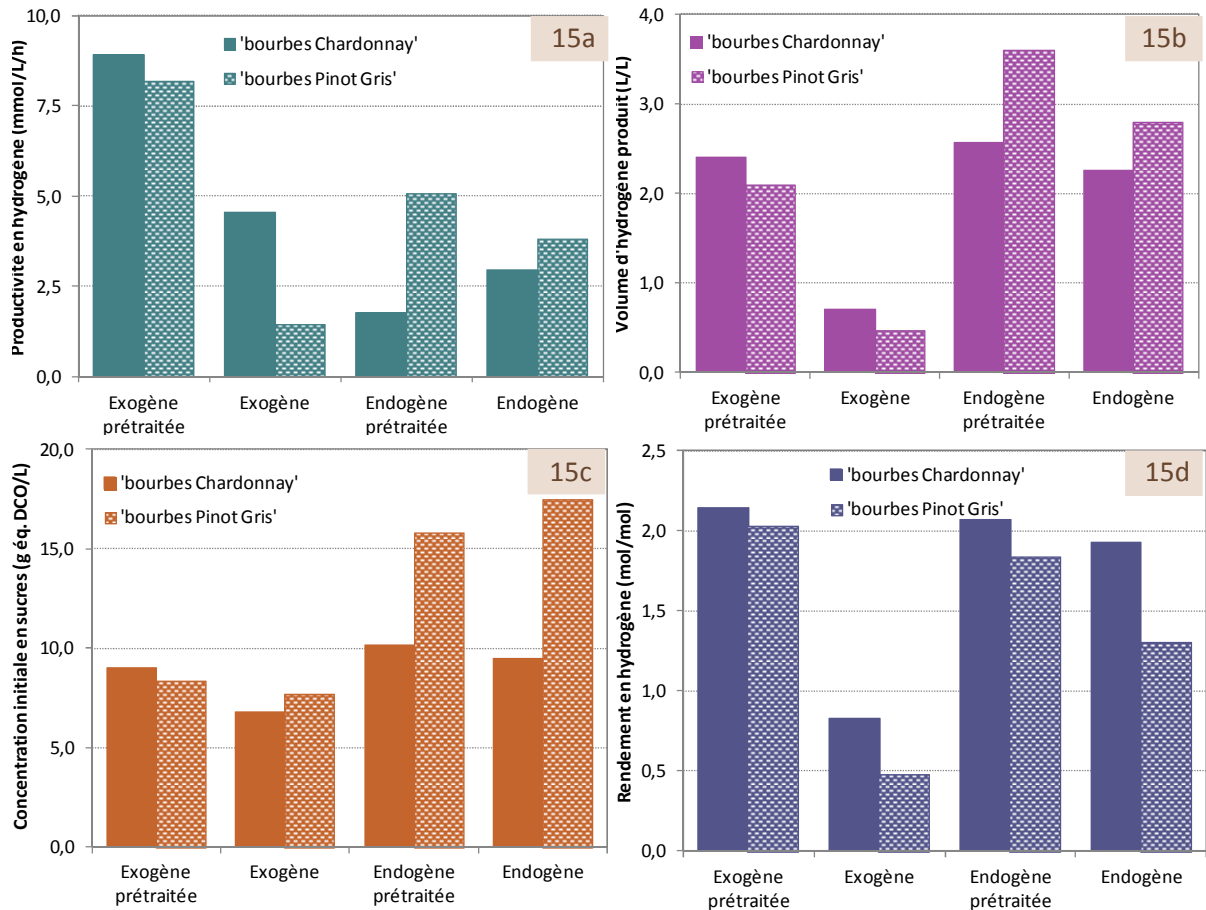 15a
Productivité en hydrogène (mmol/L/h)
10,0
7,5
5,0
2,5
0,0
'bourbes Chardonnay'
'bourbes Pinot Gris'
Exogène
prétraitée
Exogène
Endogène
prétraitée
Endogène
15b
Volume d'hydrogène produit (L/L)
4,0
3,0
2,0
1,0
0,0
'bourbes Chardonnay'
'bourbes Pinot Gris'
Exogène
prétraitée
Exogène
Endogène
prétraitée
Endogène
15c
Concentration initiale en sucres (g éq. DCO/L)
20,0
15,0
10,0
5,0
0,0
'bourbes Chardonnay'
'bourbes Pinot Gris'
Exogène
prétraitée
Exogène
Endogène
prétraitée
Endogène
15d
Rendement en hydrogène (mol/mol)
2,5
2,0
1,5
1,0
0,5
0,0
'bourbes Chardonnay'
'bourbes Pinot Gris'
Exogène
prétraitée
Exogène
Endogène
prétraitée
Endogène